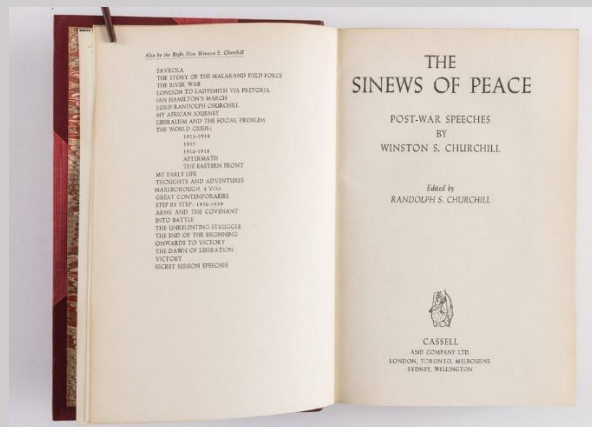 Also by the Right Hon. Winston S. Churchill
SAVROLA
THE STORY OF THE MALAKAND FIELD FORCE
THE RIVER WAR
LONDON TO LADYSMITH VIA PRETORIA
IAN HAMILTON'S MARCH
LORD RANDOLPH CHURCHILL
MY AFRICAN JOURNEY
LIBERALISM AND THE SOCIAL PROBLEM
THE WORLD CRISIS:
1911-1914
1915
1916-1918
AFTERMATH
THE EASTERN FRONT
MY EARLY LIFE
THOUGHTS AND ADVENTURES
MARLBOROUGH, 4 Vols.
GREAT CONTEMPORARIES
STEP BY STEP: 1936-1939
ARMS AND THE COVENANT
INTO BATTLE
THE UNRELENTING STRUGGLE
THE END OF THE BEGINNING
ONWARDS TO VICTORY
THE DAWN OF LIBERATION
VICTORY
SECRET SESSION SPEECHES
THE
SINEWS OF PEACE
POST-WAR SPEECHES
BY
WINSTON S. CHURCHILL
Edited by
RANDOLPH S. CHURCHILL
CASSELL
AND COMPANY LTD.
LONDON, TORONTO, MELBOURNE
SYDNEY, WELLINGTON